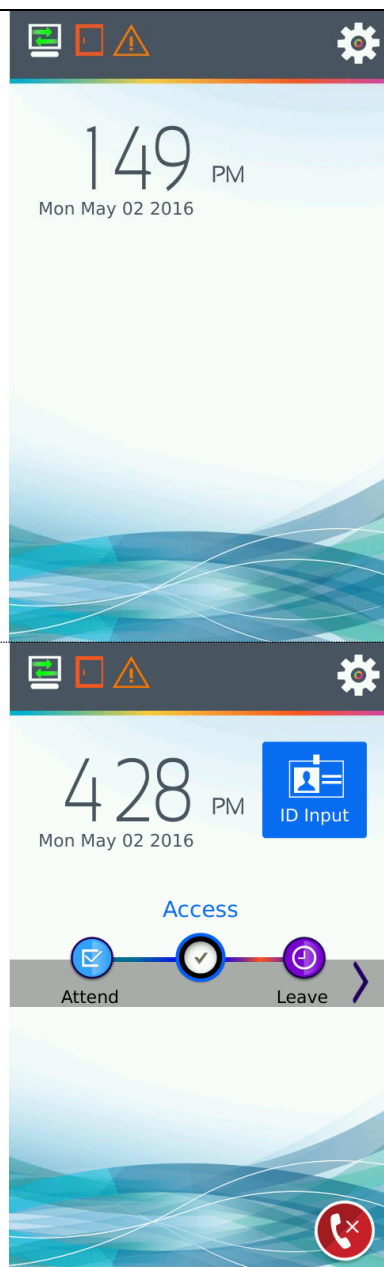 149 PM
Mon May 02 2016
428 PM
ID Input
Mon May 02 2016
Access
Attend
Leave